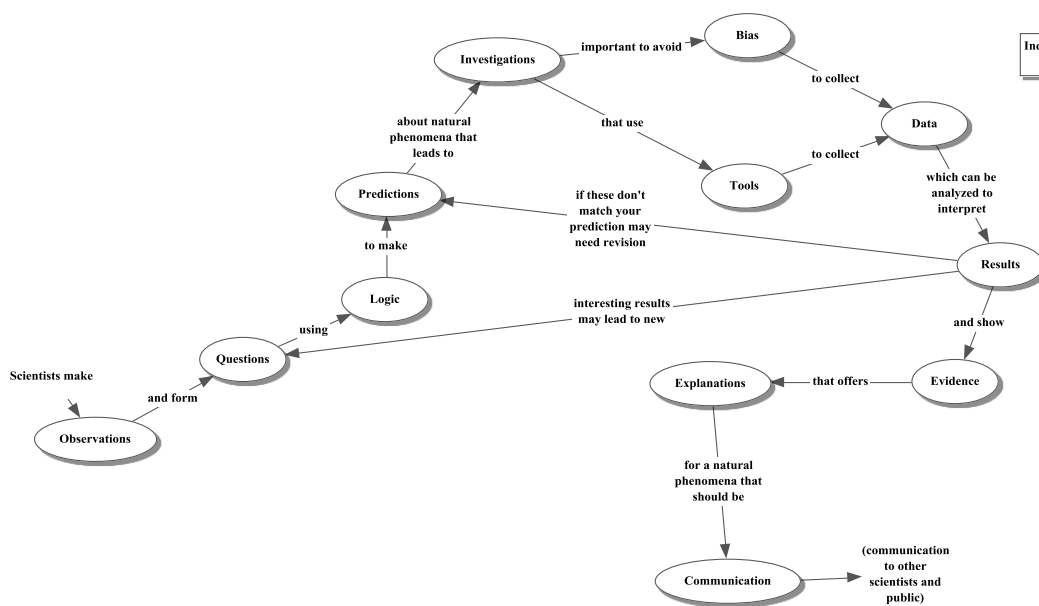 Bias
important to avoid
Investigations
Inc
to collect
about natural
phenomena that
leads to
that use
Data
to collect
Tools
which can be
analyzed to
interpret
Predictions
if these don't
match your
prediction may
need revision
to make
Results
Logic
interesting results
may lead to new
using
and show
Questions
Scientists make
and form
Explanations
that offers
Evidence
Observations
for a natural
phenomena that
should be
Communication
(communication
to other
scientists and
public)